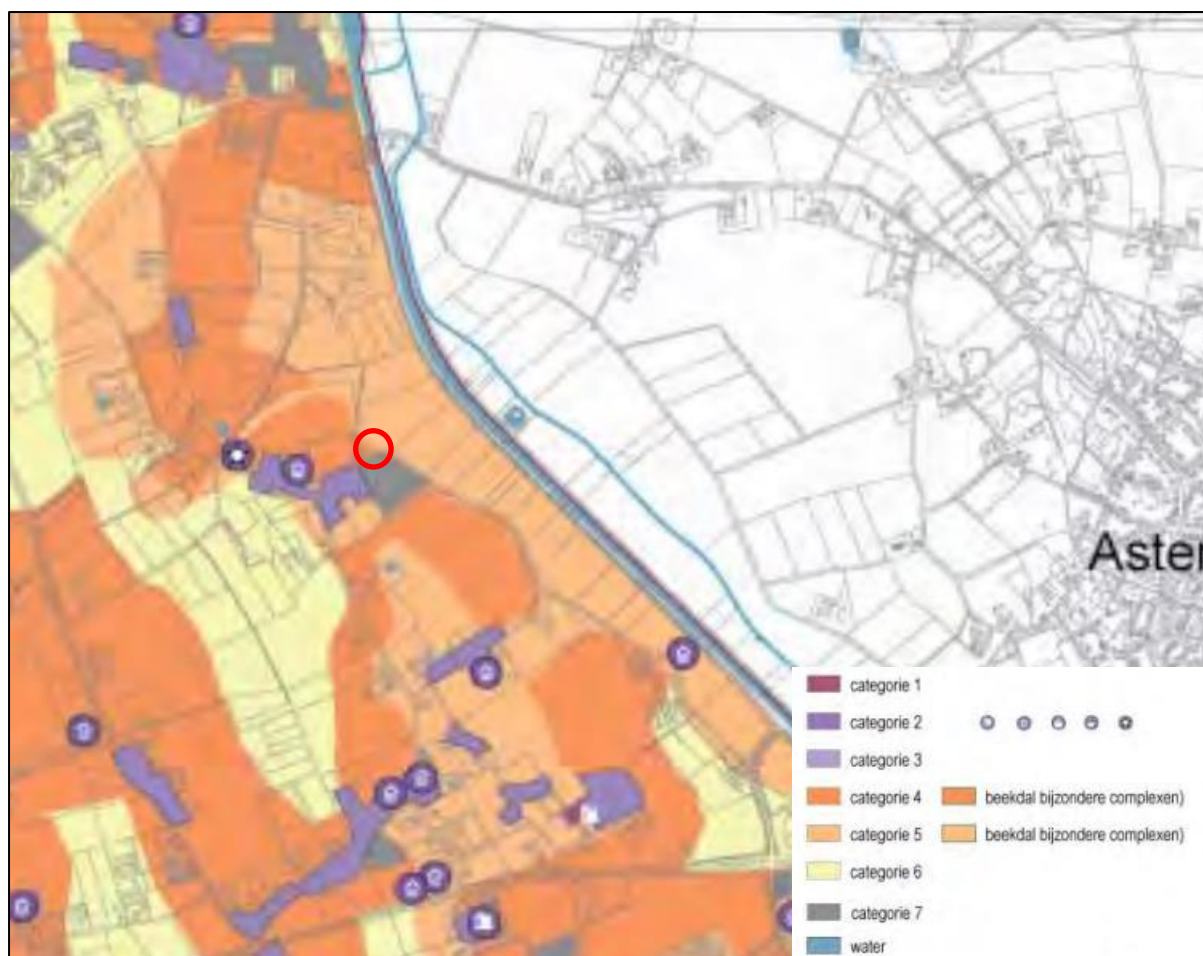 Aster
categorie 1
categorie 2
categorie 3
categorie 4 beekdal bijzondere complexen)
categorie 5 beekdal bijzondere complexen)
categorie 6
categorie 7
water